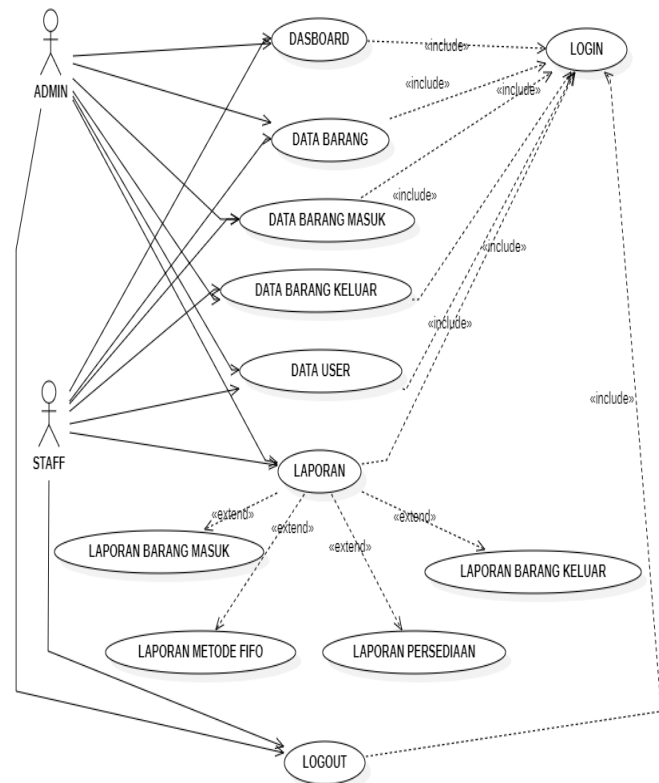 DASBOARD
«include»
LOGIN
ADMIN
«include»
«include»
DATA BARANG
«include»
DATA BARANG MASUK
«include»
DATA BARANG KELUAR
«include»
DATA USER
«include»
STAFF
LAPORAN
«extend»
«extend»
«extend»
«extend»
LAPORAN BARANG MASUK
LAPORAN BARANG KELUAR
LAPORAN METODE FIFO
LAPORAN PERSEDIAAN
LOGOUT